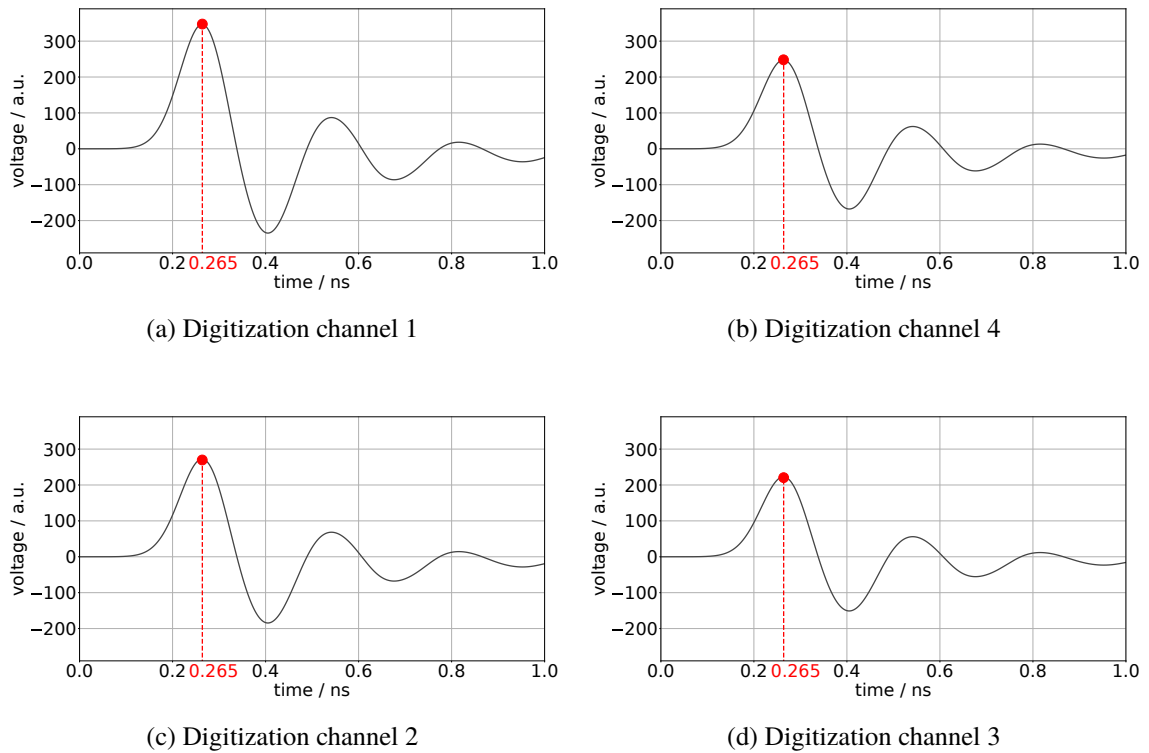 300
200
100
0
−100
−200
voltage / a.u.
0.0 0.2 0.265 0.4 0.6 0.8 1.0
time / ns
(a) Digitization channel 1
300
200
100
0
−100
−200
voltage / a.u.
0.0 0.2 0.265 0.4 0.6 0.8 1.0
time / ns
(b) Digitization channel 4
300
200
100
0
−100
−200
voltage / a.u.
0.0 0.2 0.265 0.4 0.6 0.8 1.0
time / ns
(c) Digitization channel 2
300
200
100
0
−100
−200
voltage / a.u.
0.0 0.2 0.265 0.4 0.6 0.8 1.0
time / ns
(d) Digitization channel 3